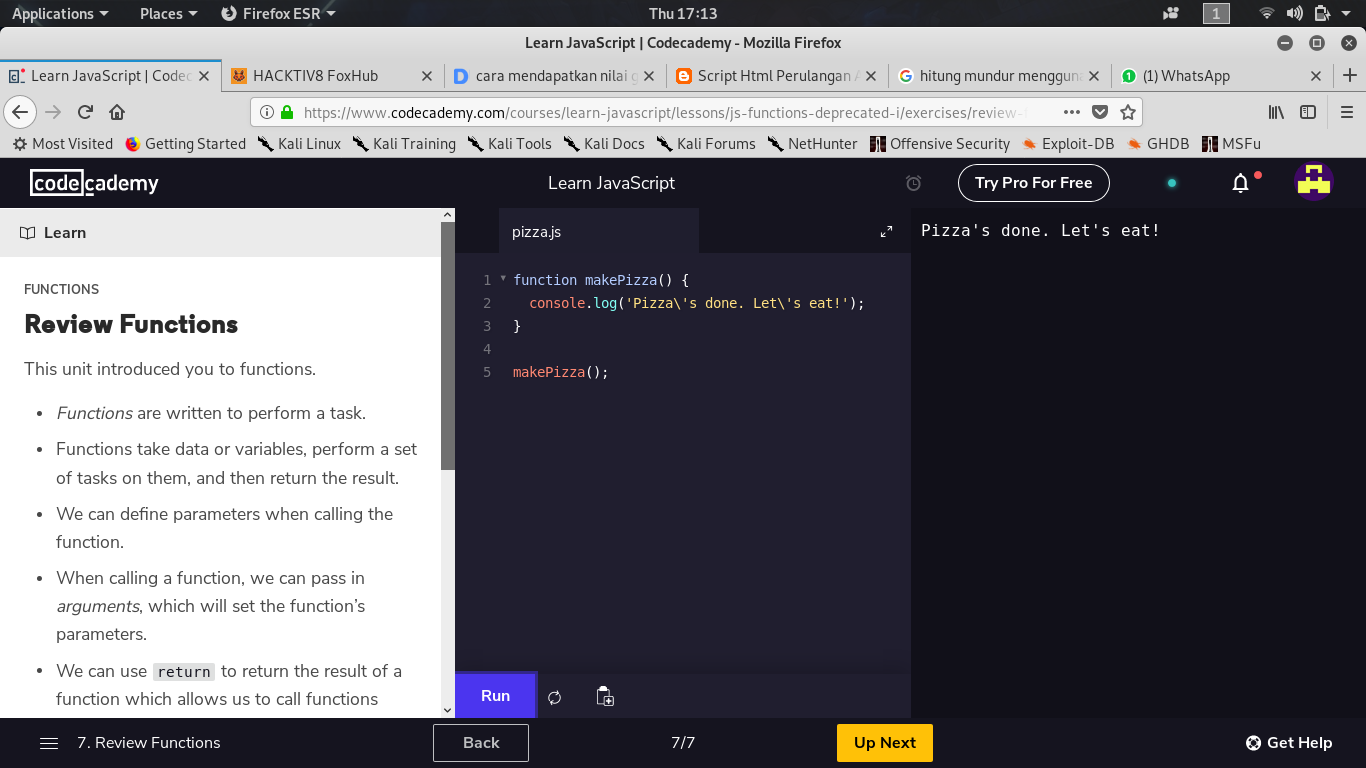 Applications Places Firefox ESR Thu 17:13 1
Learn JavaScript | Codecademy - Mozilla Firefox
Learn JavaScript | Codec HACKTIV8 FoxHub cara mendapatkan nilai g Script Html Perulangan A hitung mundur mengguna (1) WhatsApp
https://www.codecademy.com/courses/learn-javascript/lessons/js-functions-deprecated-i/exercises/review-f
Most Visited Getting Started Kali Linux Kali Training Kali Tools Kali Docs Kali Forums NetHunter Offensive Security Exploit-DB GHDB MSFu
codecademy Learn JavaScript Try Pro For Free
Learn
FUNCTIONS
Review Functions
This unit introduced you to functions.
• Functions are written to perform a task.
• Functions take data or variables, perform a set
of tasks on them, and then return the result.
• We can define parameters when calling the
function.
• When calling a function, we can pass in
arguments, which will set the function’s
parameters.
• We can use return to return the result of a
function which allows us to call functions
pizza.js
1 function makePizza() {
2 console.log('Pizza\'s done. Let\'s eat!');
3 }
4
5 makePizza();
Run
Pizza's done. Let's eat!
7. Review Functions Back 7/7 Up Next Get Help